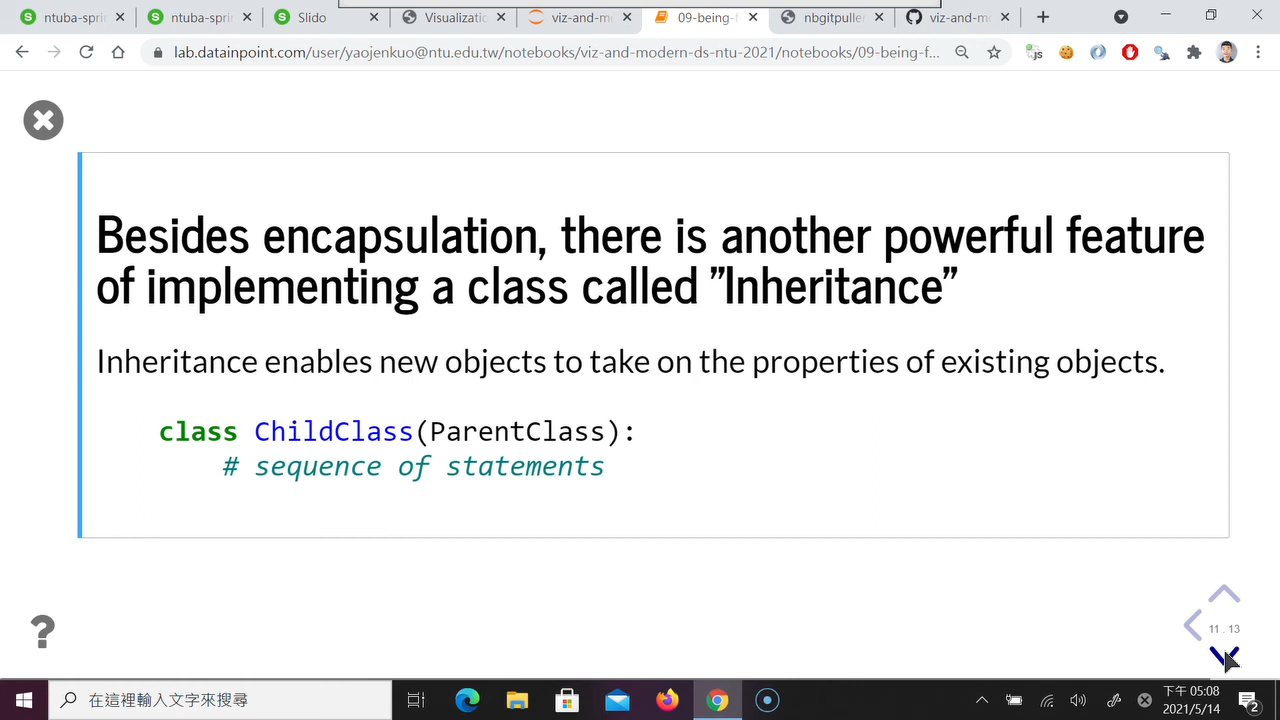 ntuba-spri
ntuba-spri
Slido
Visualizatio
viz-and-mo
09-being-f
nbgitpuller
viz-and-mo
lab.datainpoint.com/user/yaojenkuo@ntu.edu.tw/notebooks/viz-and-modern-ds-ntu-2021/notebooks/09-being-f...
Besides encapsulation, there is another powerful feature
of implementing a class called "Inheritance"
Inheritance enables new objects to take on the properties of existing objects.
class ChildClass(ParentClass):
# sequence of statements
11 . 13
?
在這裡輸入文字來搜尋
下午 05:08
2021/5/14
2